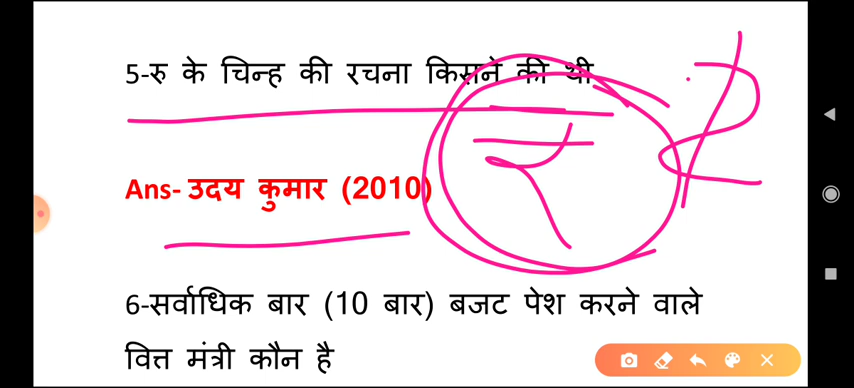 5-रु के चिन्ह की रचना किसने की थी
Ans- उदय कुमार (2010)
₹
6-सर्वाधिक बार (10 बार) बजट पेश करने वाले
वित्त मंत्री कौन है